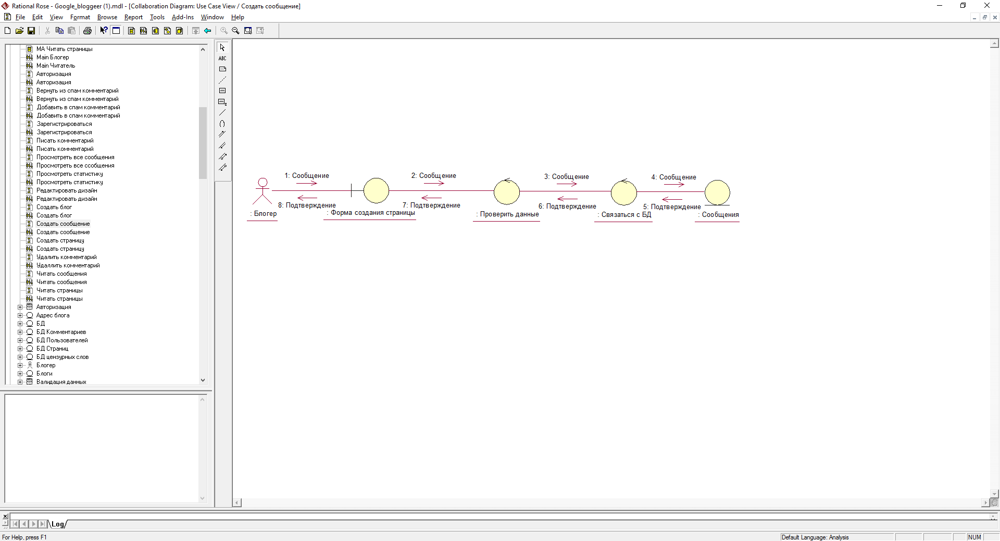 Rational Rose - Google_bloggeer (1).mdl - [Collaboration Diagram: Use Case View / Создать сообщение]
File Edit View Format Browse Report Tools Add-Ins Window Help
МА Читать страницы
Main Блогер
Main Читатель
Авторизация
Авторизация
Вернуть из спам комментарий
Вернуть из спам комментарий
Добавить в спам комментарий
Добавить в спам комментарий
Зарегистрироваться
Зарегистрироваться
Писать комментарий
Писать комментарий
Просмотреть все сообщения
Просмотреть все ссобщения
Просмотреть статистику
Просмотреть статистику
Редактировать дизайн
Редактировать дизайн
Создать блог
Создать блог
Создать сообщение
Создать сообщение
Создать страницу
Создать страницу
Удалить комментарий
Удаллить комментарий
Читать сообщения
Читать сообщения
Читать страницы
Читать страницы
Авторизация
Адрес блога
БД
БД Комментариев
БД Пользователей
БД Страниц
БД цензурных слов
Блогер
Блоги
Валидация данных
ABC
1: Сообщение
2: Сообщение
3: Сообщение
4: Сообщение
8: Подтверждение
7: Подтверждение
6: Подтверждение
5: Подтверждение
: Блогер
: Форма создания страницы
: Проверить данные
: Связаться с БД
: Сообщения
Log
For Help, press F1
Default Language: Analysis
NUM